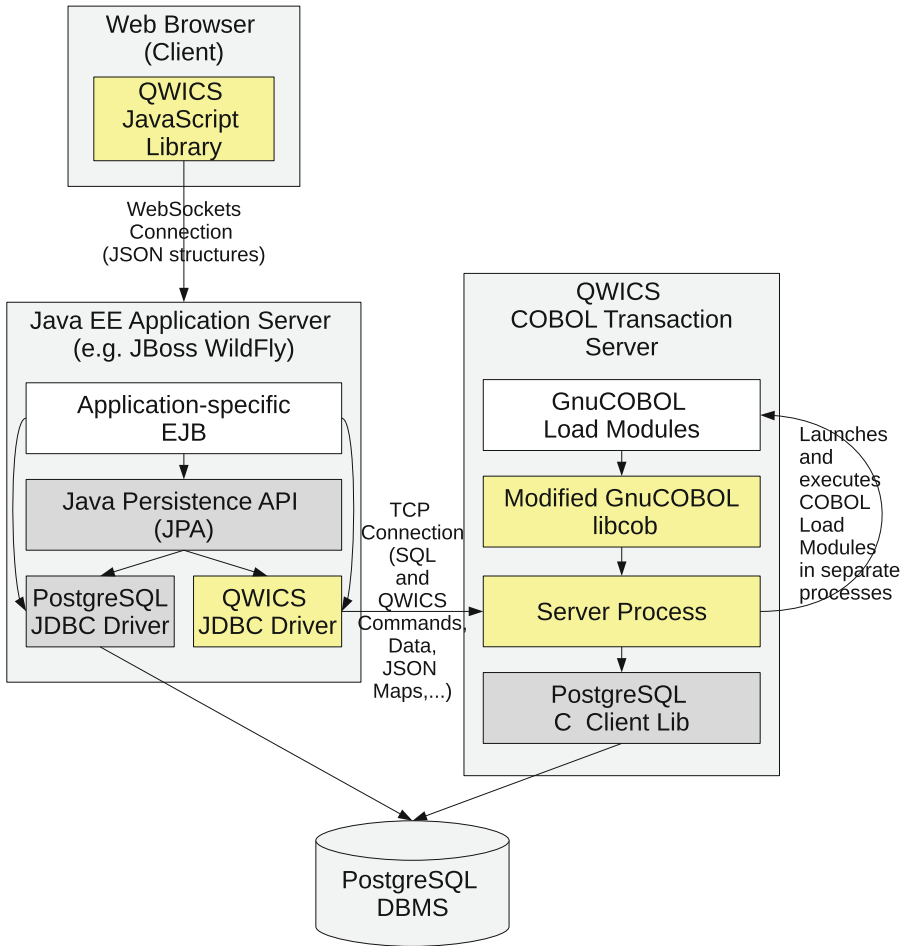 Web Browser
(Client)
QWICS
JavaScript
Library
WebSockets
Connection
(JSON structures)
Java EE Application Server
(e.g. JBoss WildFly)
Application-specific
EJB
Java Persistence API
(JPA)
PostgreSQL
JDBC Driver
QWICS
JDBC Driver
TCP
Connection
(SQL
and
QWICS
Commands,
Data,
JSON
Maps,...)
QWICS
COBOL Transaction
Server
GnuCOBOL
Load Modules
Modified GnuCOBOL
libcob
Server Process
PostgreSQL
C  Client Lib
Launches
and
executes
COBOL
Load
Modules
in separate
processes
PostgreSQL
DBMS